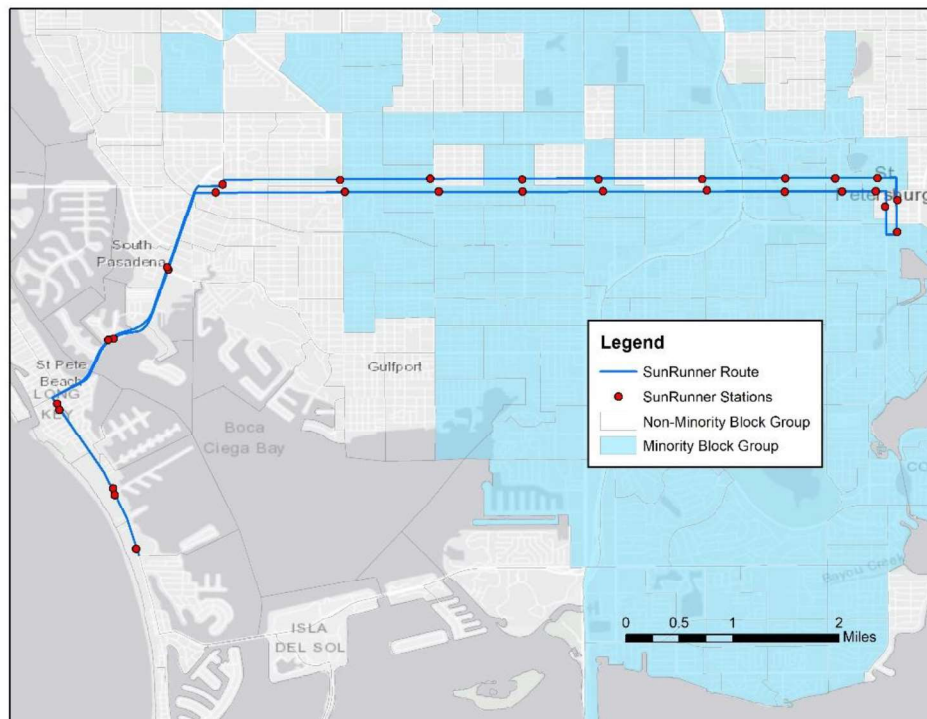 St.
Petersburg
South
Pasadena
St Pete
Beach
LONG
KEY
Gulfport
Boca
Ciega Bay
Legend
SunRunner Route
SunRunner Stations
Non-Minority Block Group
Minority Block Group
Bayou Creek
ISLA
DEL SOL
0 0.5 1 2
Miles